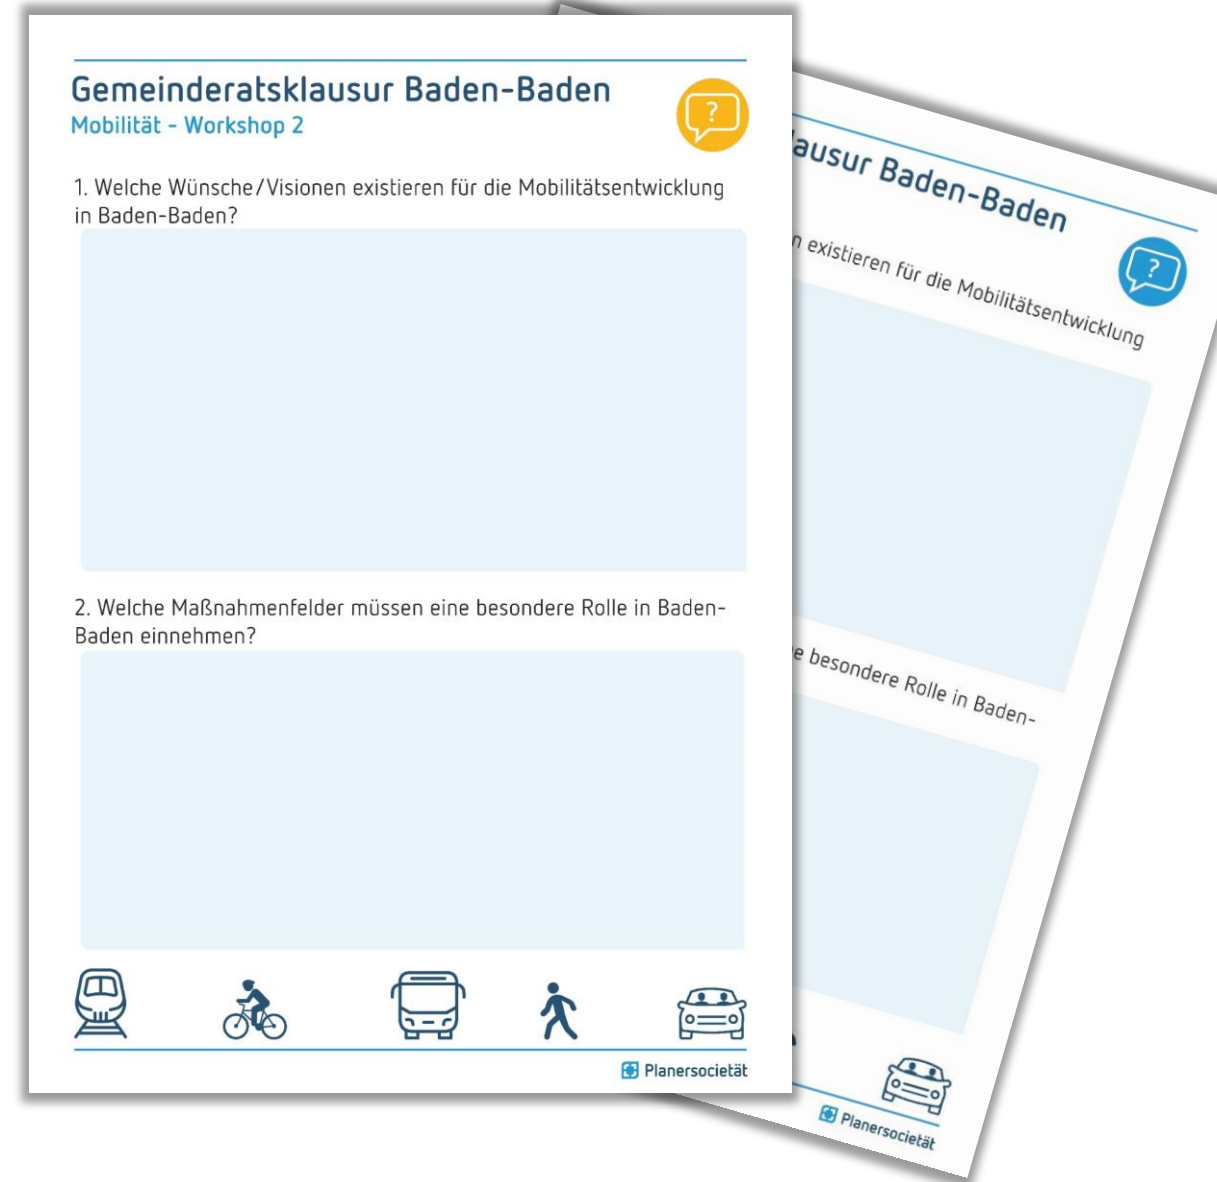 Gemeinderatsklausur Baden-Baden
Mobilität - Workshop 2
?
1. Welche Wünsche/Visionen existieren für die Mobilitätsentwicklung
in Baden-Baden?
2. Welche Maßnahmenfelder müssen eine besondere Rolle in Baden-
Baden einnehmen?
Planersocietät
lausur Baden-Baden
?
n existieren für die Mobilitätsentwicklung
e besondere Rolle in Baden-
Planersocietät